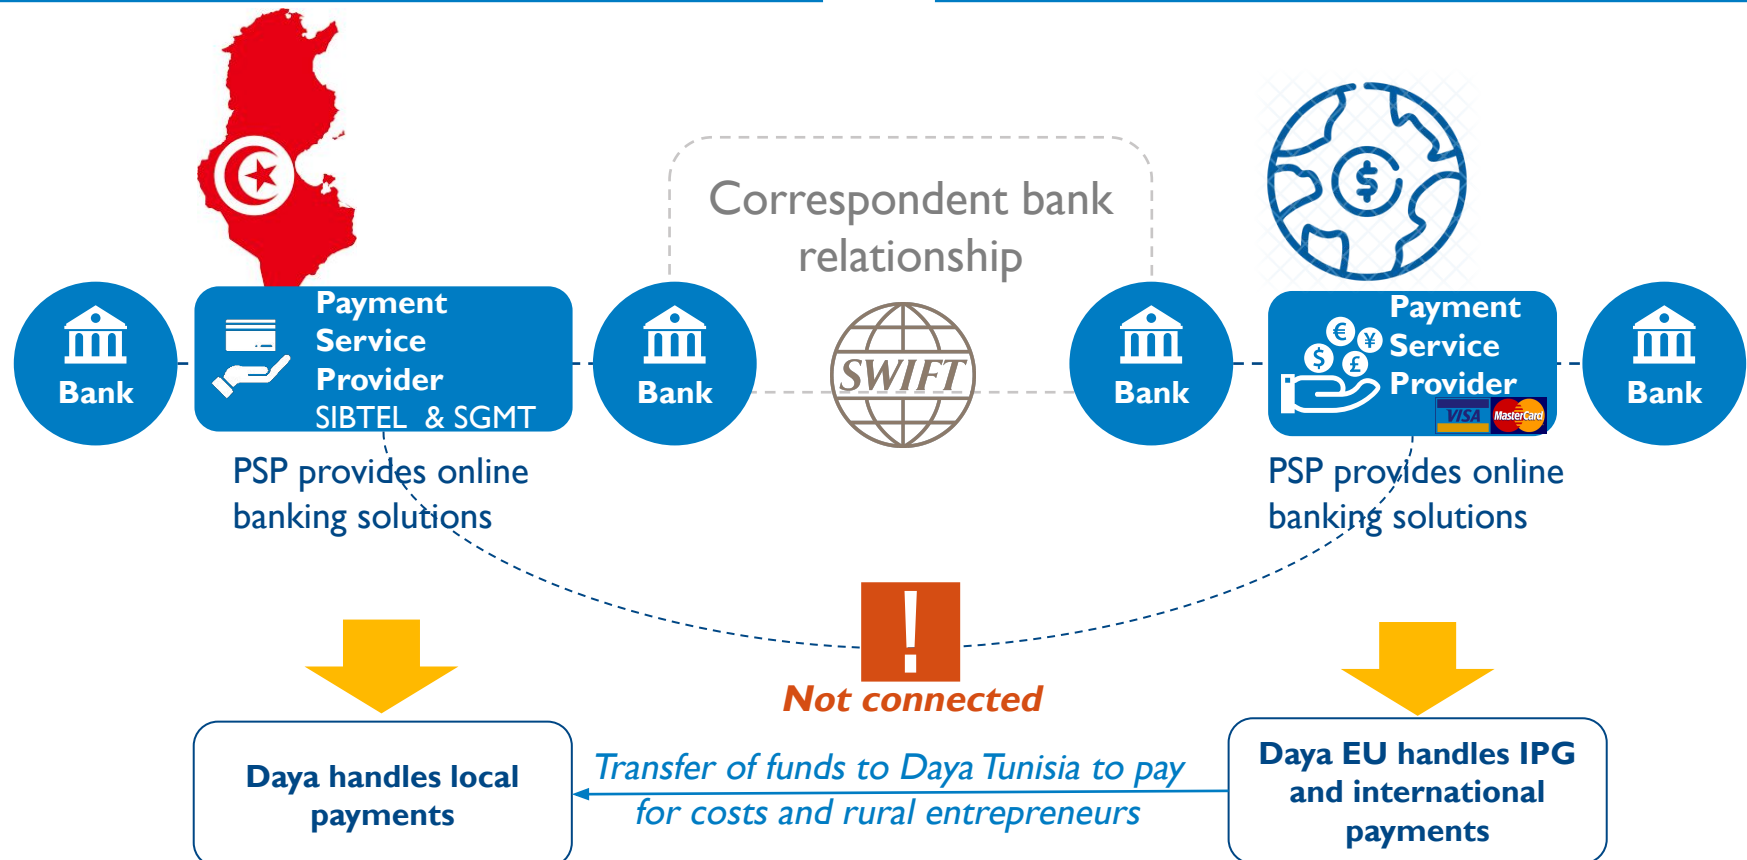 Correspondent bank
relationship
Bank
Payment
Service
Provider
SIBTEL & SGMT
Bank
SWIFT
Bank
$
€
¥
$
£
Payment
Service
Provider
VISA
MasterCard
Bank
PSP provides online
banking solutions
PSP provides online
banking solutions
!
Not connected
Daya handles local
payments
Transfer of funds to Daya Tunisia to pay
for costs and rural entrepreneurs
Daya EU handles IPG
and international
payments